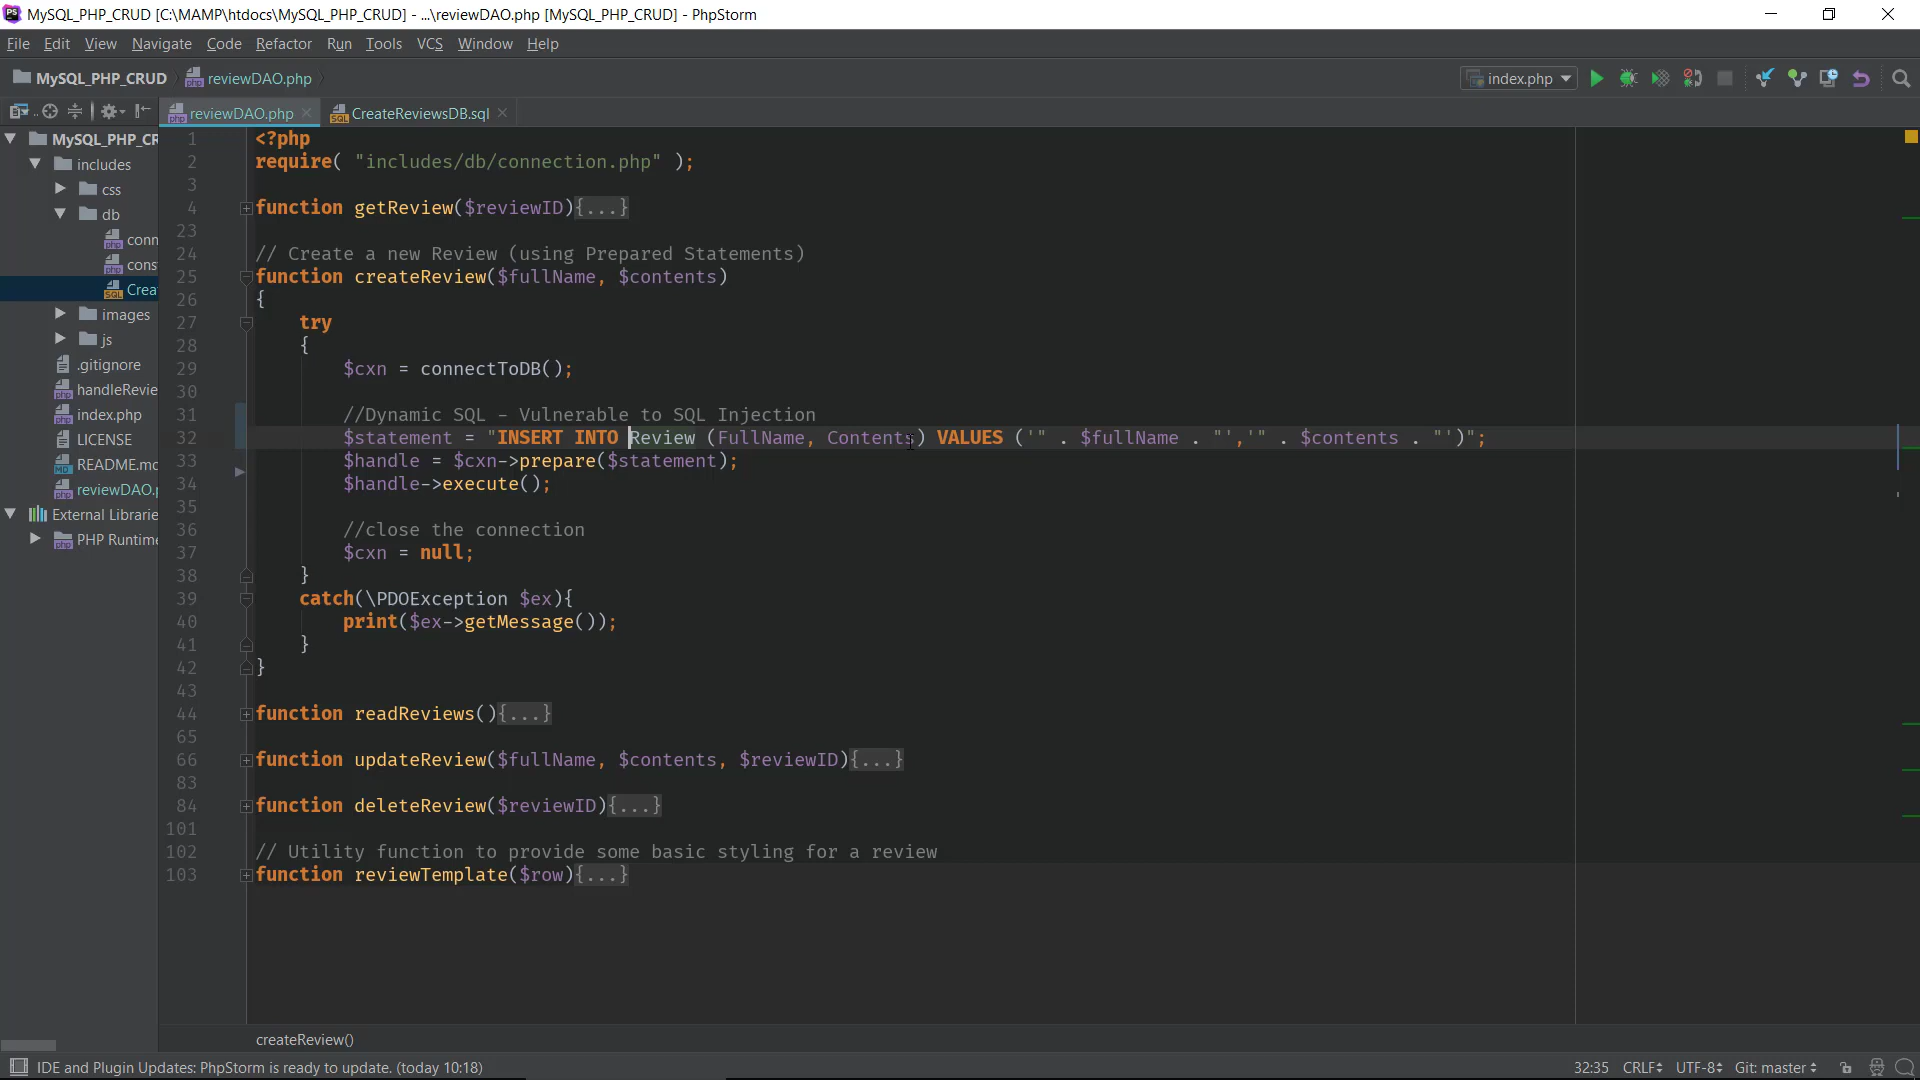 MySQL_PHP_CRUD [C:\MAMP\htdocs\MySQL_PHP_CRUD] - ...\reviewDAO.php [MySQL_PHP_CRUD] - PhpStorm
File Edit View Navigate Code Refactor Run Tools VCS Window Help
MySQL_PHP_CRUD reviewDAO.php index.php
reviewDAO.php CreateReviewsDB.sql
MySQL_PHP_CR
includes
css
db
conn
cons
Crea
images
js
.gitignore
handleRevie
index.php
LICENSE
README.md
reviewDAO.p
External Librarie
PHP Runtime
1 <?php
2 require( "includes/db/connection.php" );
3
4 function getReview($reviewID){...}
23
24 // Create a new Review (using Prepared Statements)
25 function createReview($fullName, $contents)
26 {
27 try
28 {
29 $cxn = connectToDB();
30
31 //Dynamic SQL - Vulnerable to SQL Injection
32 $statement = "INSERT INTO Review (FullName, Contents) VALUES ('" . $fullName . "','" . $contents . "')";
33 $handle = $cxn->prepare($statement);
34 $handle->execute();
35
36 //close the connection
37 $cxn = null;
38 }
39 catch(\PDOException $ex){
40 print($ex->getMessage());
41 }
42 }
43
44 function readReviews(){...}
65
66 function updateReview($fullName, $contents, $reviewID){...}
83
84 function deleteReview($reviewID){...}
101
102 // Utility function to provide some basic styling for a review
103 function reviewTemplate($row){...}
createReview()
IDE and Plugin Updates: PhpStorm is ready to update. (today 10:18) 32:35 CRLF UTF-8 Git: master